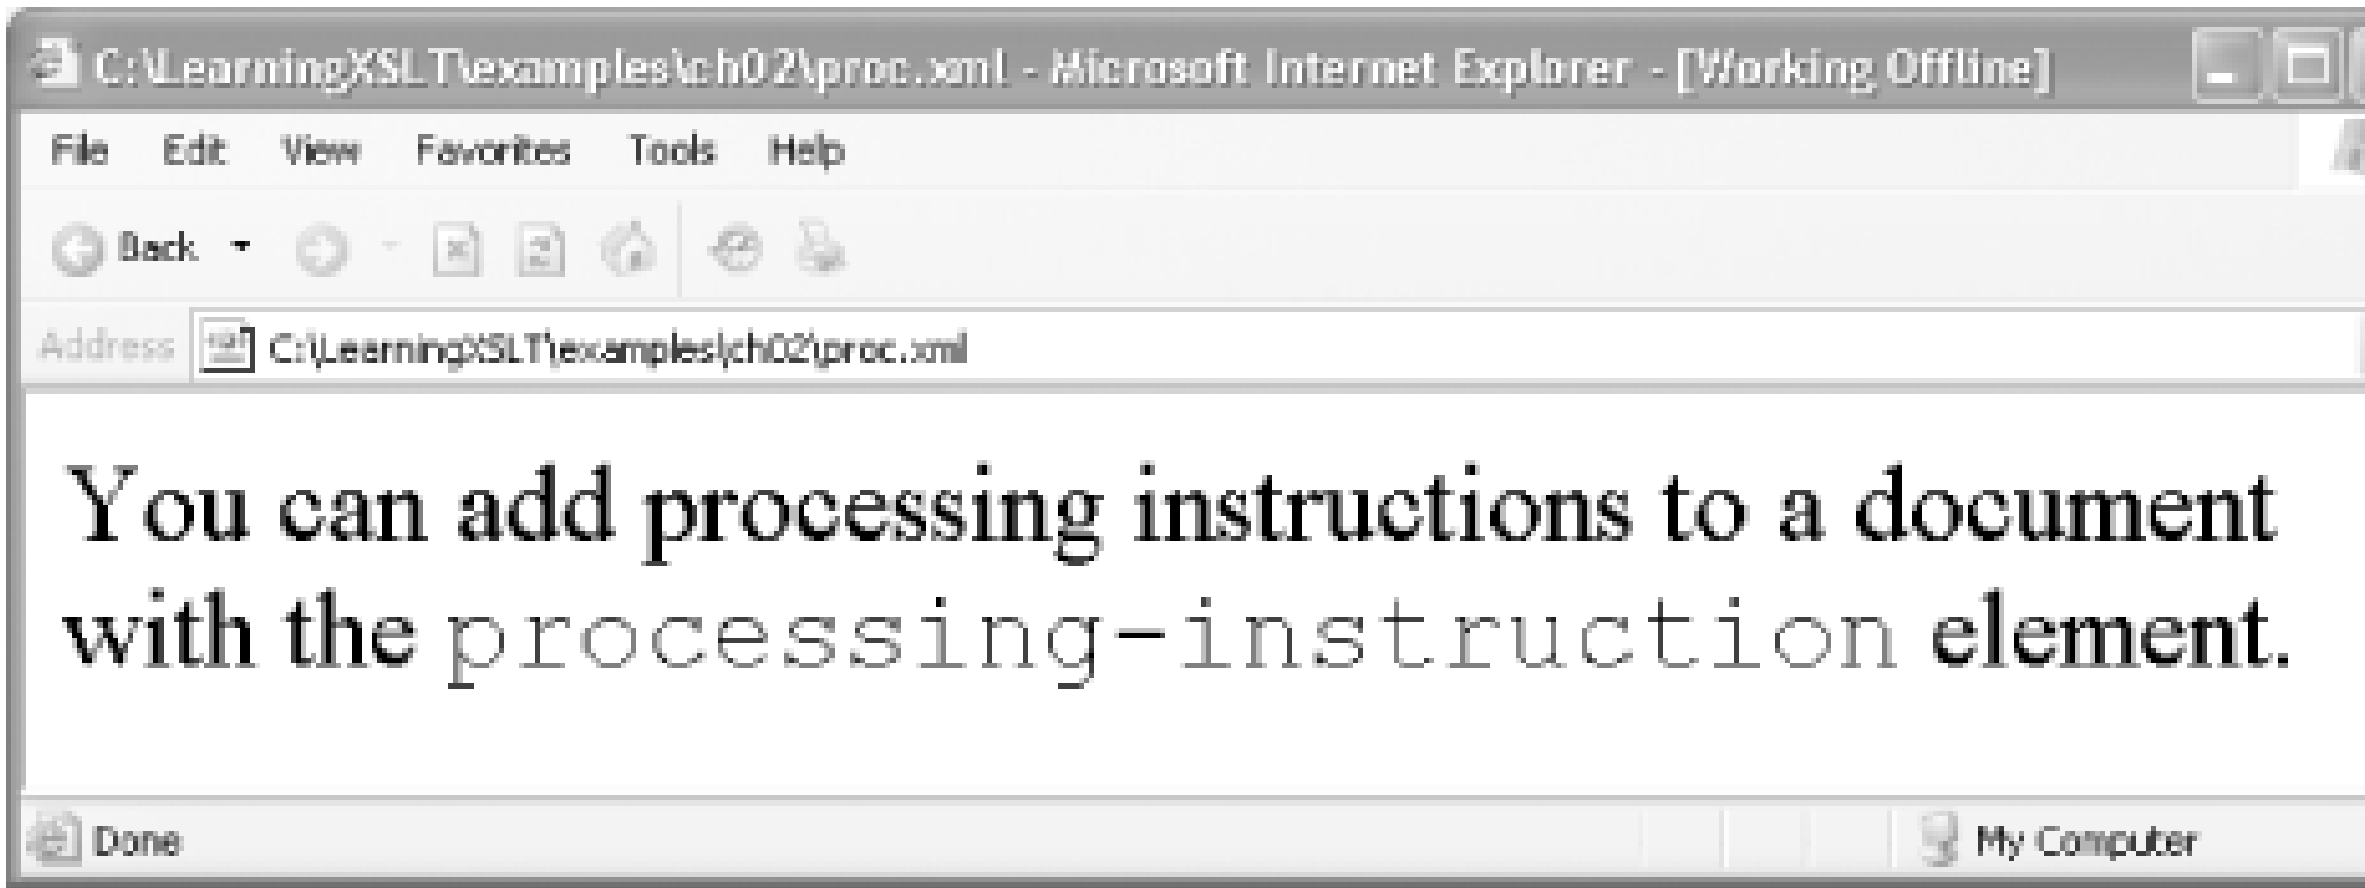 C:\LearningXSLT\examples\ch02\proc.xml - Microsoft Internet Explorer - [Working Offline]
File Edit View Favorites Tools Help
Back
Address C:\LearningXSLT\examples\ch02\proc.xml
You can add processing instructions to a document
with the processing-instruction element.
Done My Computer